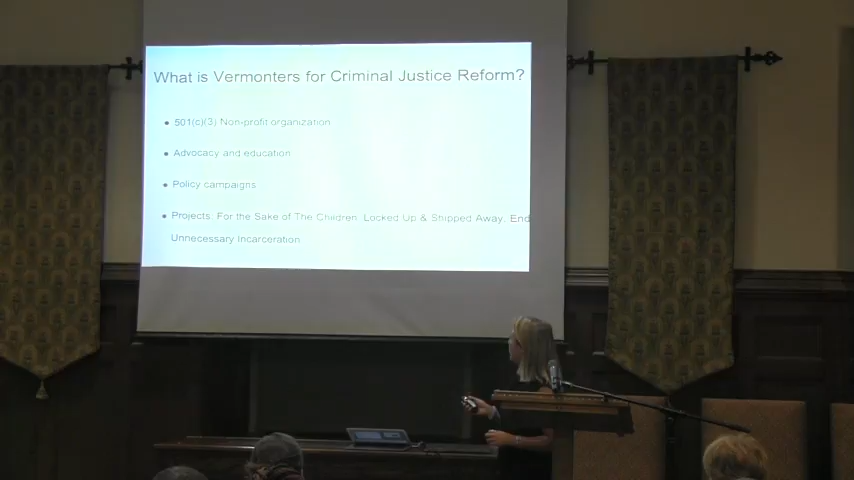 What is Vermonters for Criminal Justice Reform?
501(c)(3) Non-profit organization
Advocacy and education
Policy campaigns
Projects: For the Sake of The Children, Locked Up & Shipped Away, End
Unnecessary Incarceration